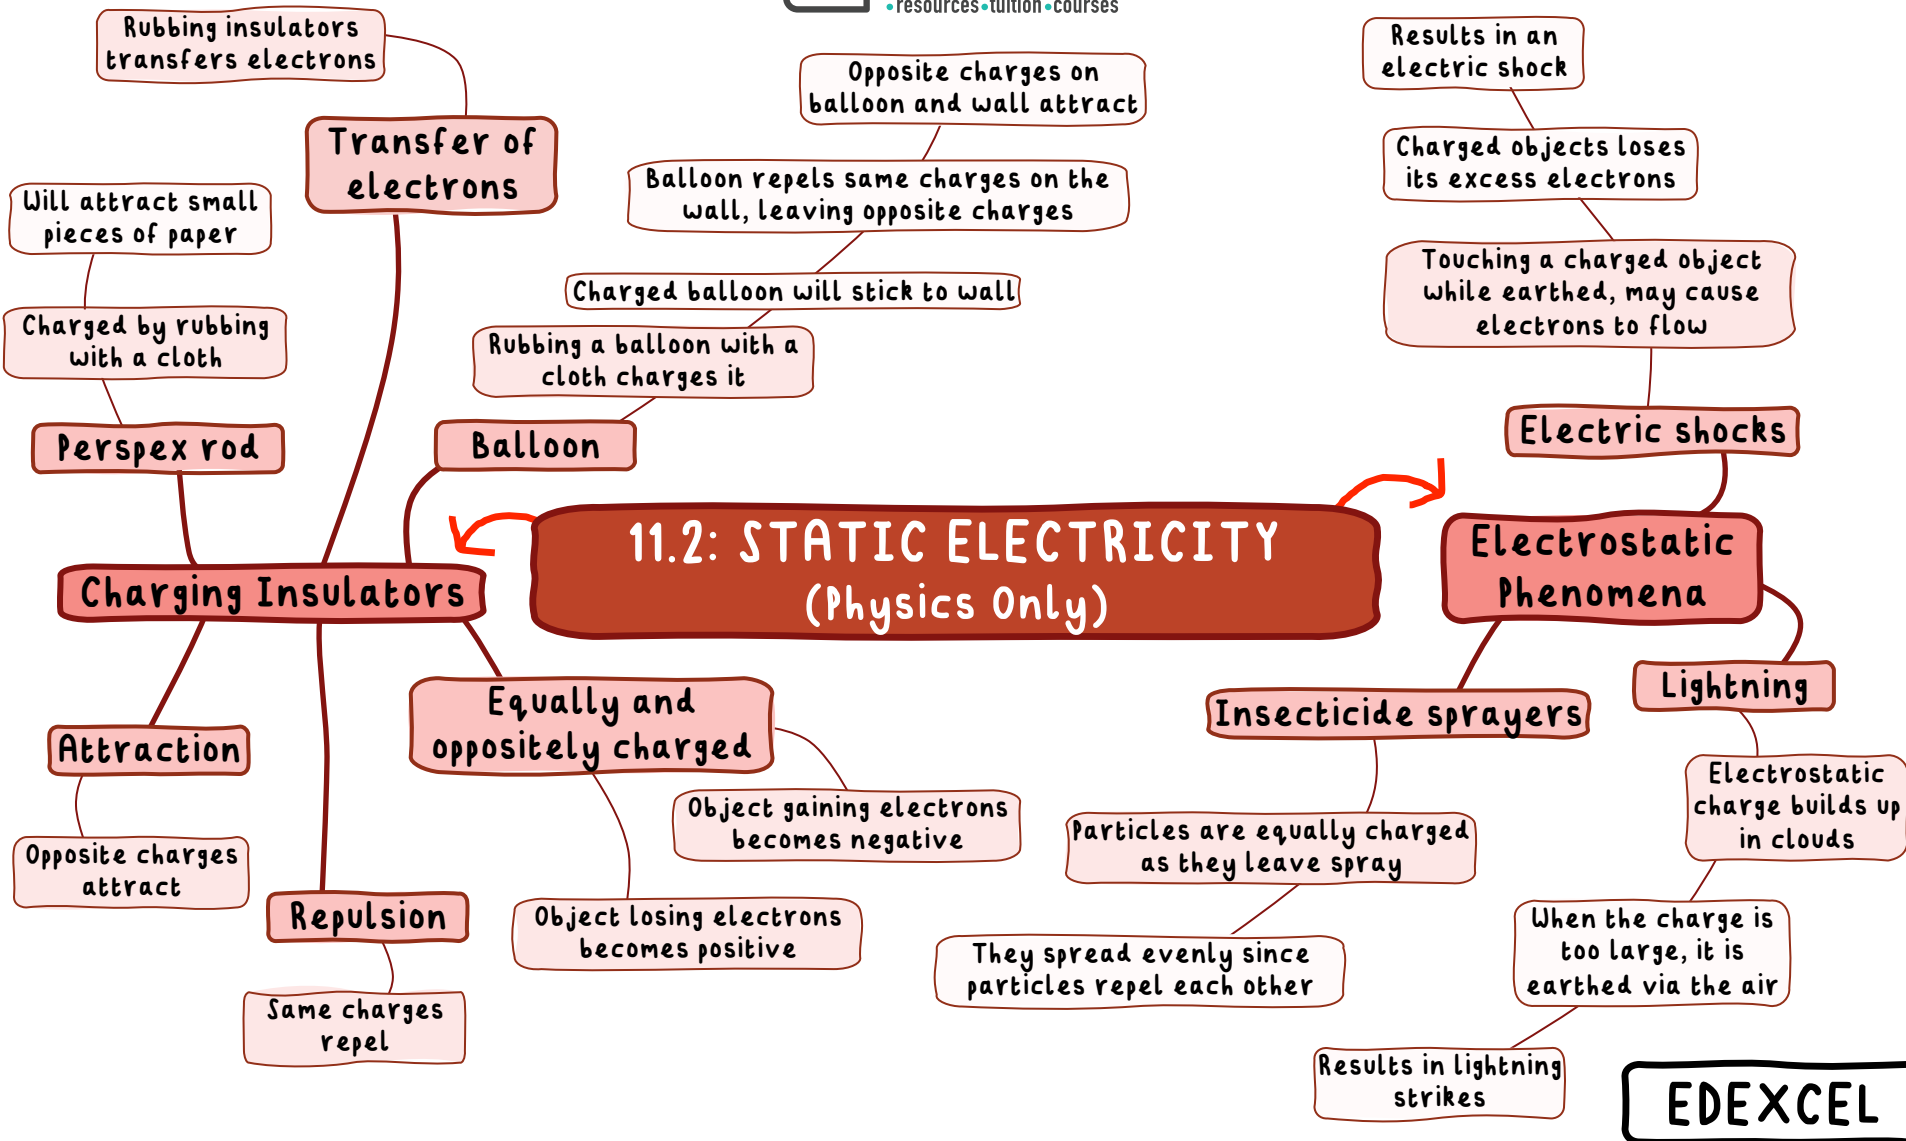 •resources•tuition•courses
Rubbing insulators
transfers electrons
Transfer of
electrons
Will attract small
pieces of paper
Charged by rubbing
with a cloth
Perspex rod
Opposite charges on
balloon and wall attract
Balloon repels same charges on the
wall, leaving opposite charges
Charged balloon will stick to wall
Rubbing a balloon with a
cloth charges it
Balloon
Results in an
electric shock
Charged objects loses
its excess electrons
Touching a charged object
while earthed, may cause
electrons to flow
Electric shocks
11.2: STATIC ELECTRICITY
(Physics Only)
Charging Insulators
Electrostatic
Phenomena
Attraction
Opposite charges
attract
Repulsion
Same charges
repel
Equally and
oppositely charged
Object gaining electrons
becomes negative
Object losing electrons
becomes positive
Insecticide sprayers
Particles are equally charged
as they leave spray
They spread evenly since
particles repel each other
Lightning
Electrostatic
charge builds up
in clouds
When the charge is
too large, it is
earthed via the air
Results in lightning
strikes
EDEXCEL